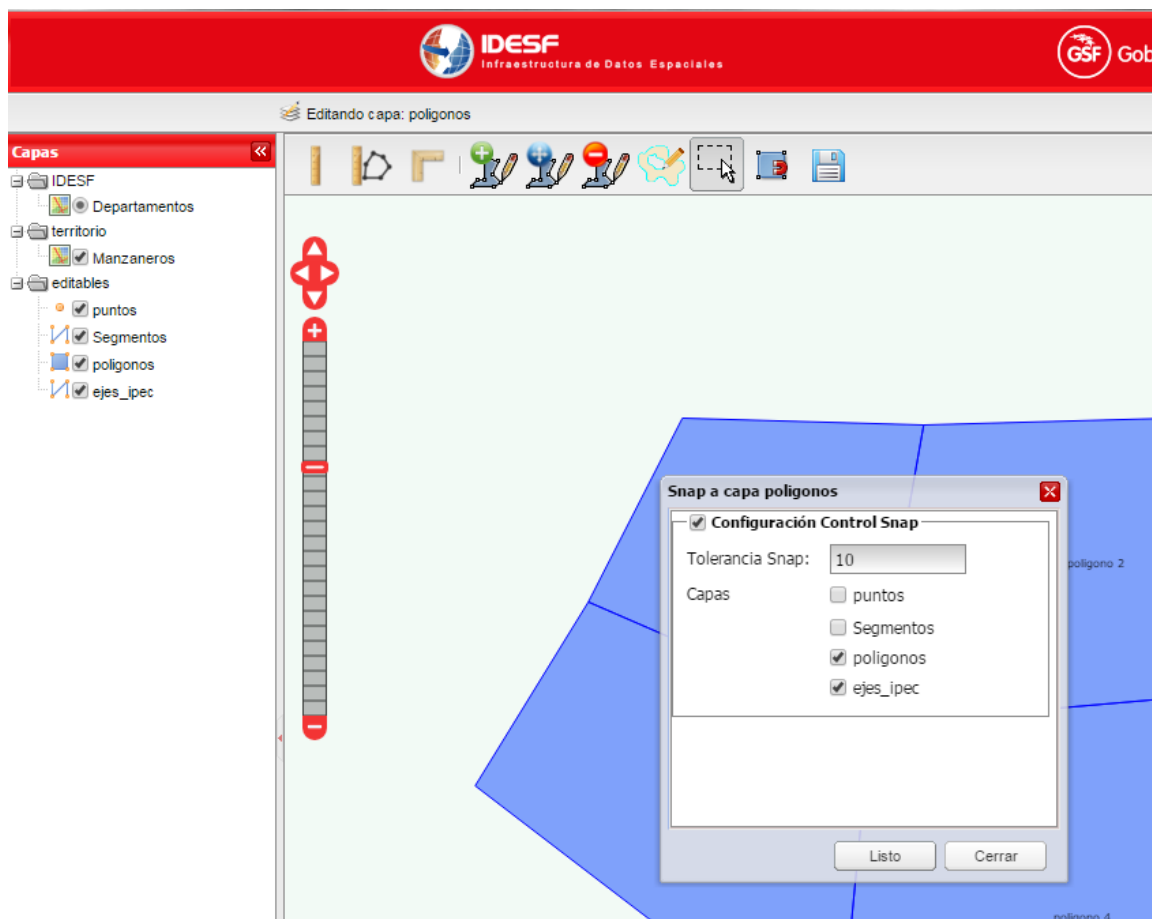 IDESF
Infraestructura de Datos Espaciales
GSF
Gob
Editando capa: poligonos
Capas
IDESF
Departamentos
territorio
Manzaneros
editables
puntos
Segmentos
poligonos
ejes_ipec
Snap a capa poligonos
Configuración Control Snap
Tolerancia Snap: 10
Capas
puntos
Segmentos
poligonos
ejes_ipec
Listo
Cerrar
poligono 2
poligono 4